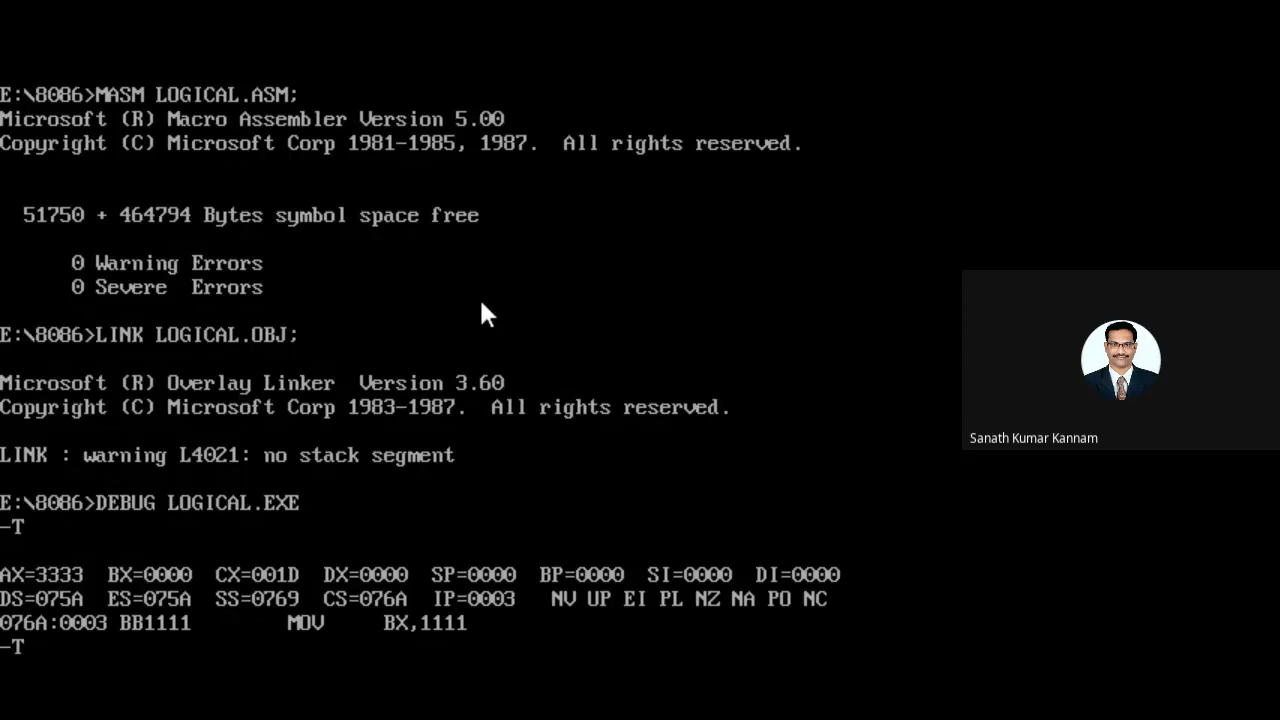 E:\8086>MASM LOGICAL.ASM;
Microsoft (R) Macro Assembler Version 5.00
Copyright (C) Microsoft Corp 1981-1985, 1987.  All rights reserved.
51750 + 464794 Bytes symbol space free
0 Warning Errors
0 Severe  Errors
E:\8086>LINK LOGICAL.OBJ;
Microsoft (R) Overlay Linker  Version 3.60
Copyright (C) Microsoft Corp 1983-1987.  All rights reserved.
LINK : warning L4021: no stack segment
E:\8086>DEBUG LOGICAL.EXE
-T
AX=3333  BX=0000  CX=001D  DX=0000  SP=0000  BP=0000  SI=0000  DI=0000
DS=075A  ES=075A  SS=0769  CS=076A  IP=0003   NV UP EI PL NZ NA PO NC
076A:0003 BB1111        MOV     BX,1111
-T
Sanath Kumar Kannam